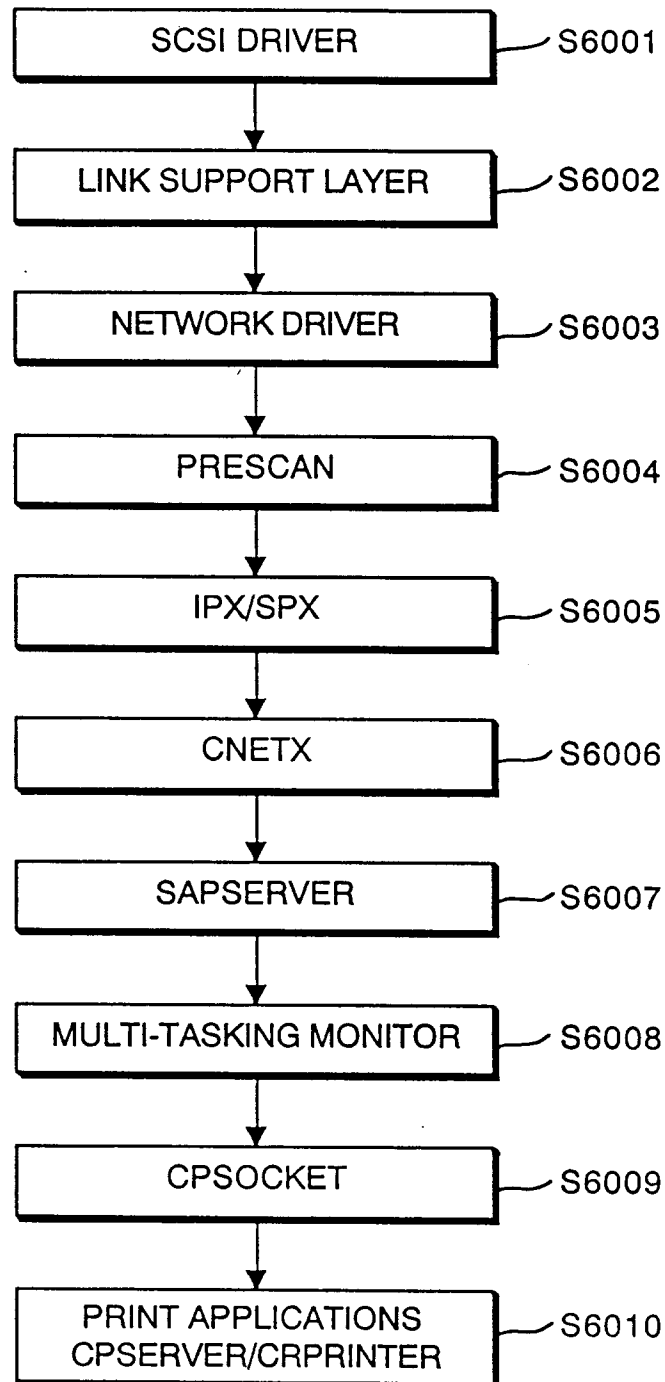 SCSI DRIVER S6001
LINK SUPPORT LAYER S6002
NETWORK DRIVER S6003
PRESCAN S6004
IPX/SPX S6005
CNETX S6006
SAPSERVER S6007
MULTI-TASKING MONITOR S6008
CPSOCKET S6009
PRINT APPLICATIONS S6010
CPSERVER/CRPRINTER